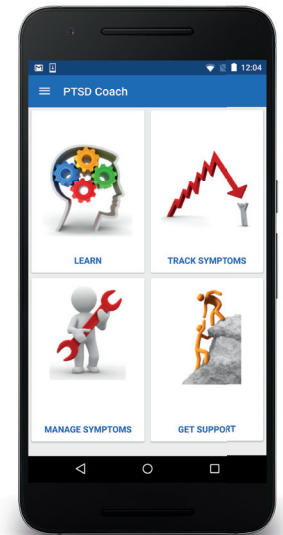 12:04
PTSD Coach
LEARN
TRACK SYMPTOMS
MANAGE SYMPTOMS
GET SUPPORT